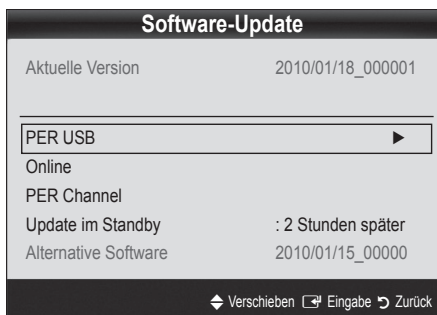 Software-Update
Aktuelle Version 2010/01/18_000001
PER USB ►
Online
PER Channel
Update im Standby : 2 Stunden später
Alternative Software 2010/01/15_00000
Verschieben Eingabe Zurück